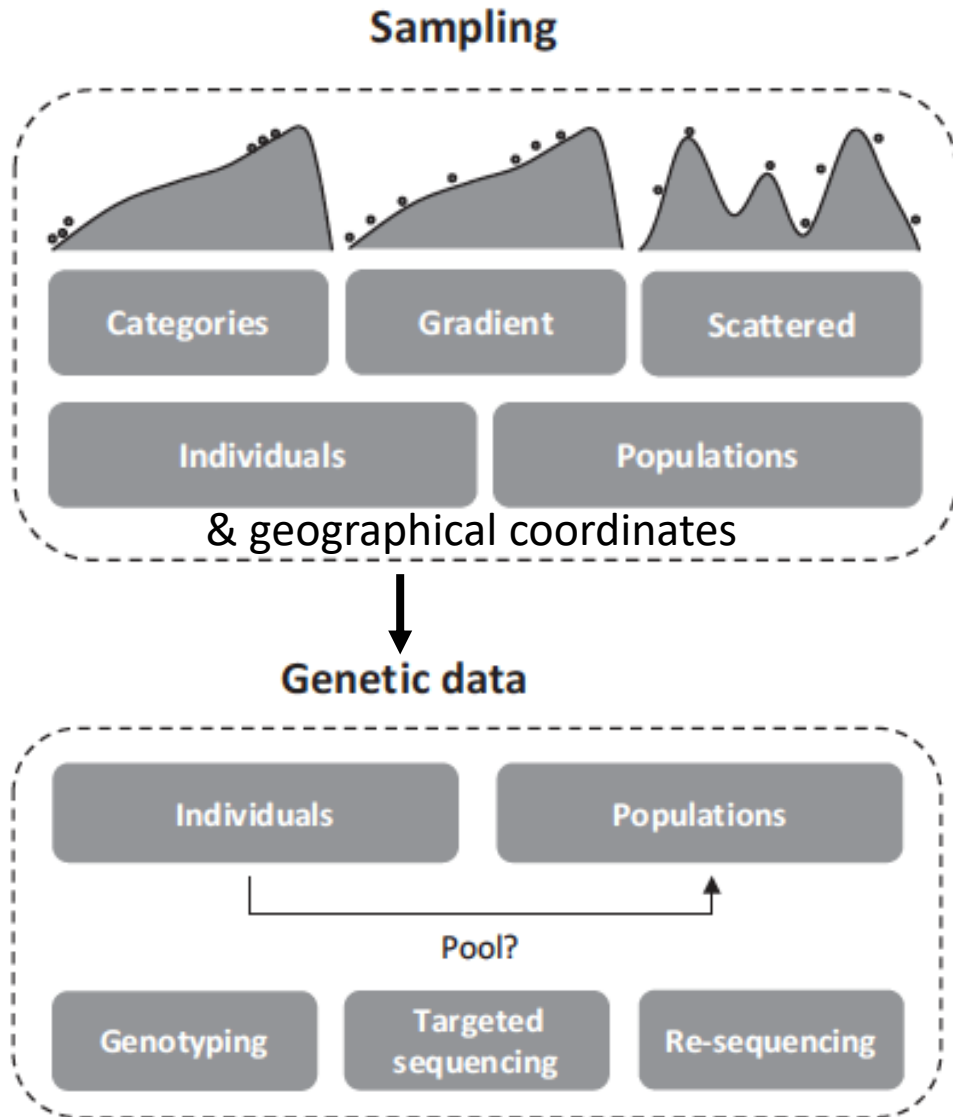 Sampling
Categories
Gradient
Scattered
Individuals
Populations
& geographical coordinates
Genetic data
Individuals
Populations
Pool?
Genotyping
Targeted
sequencing
Re-sequencing